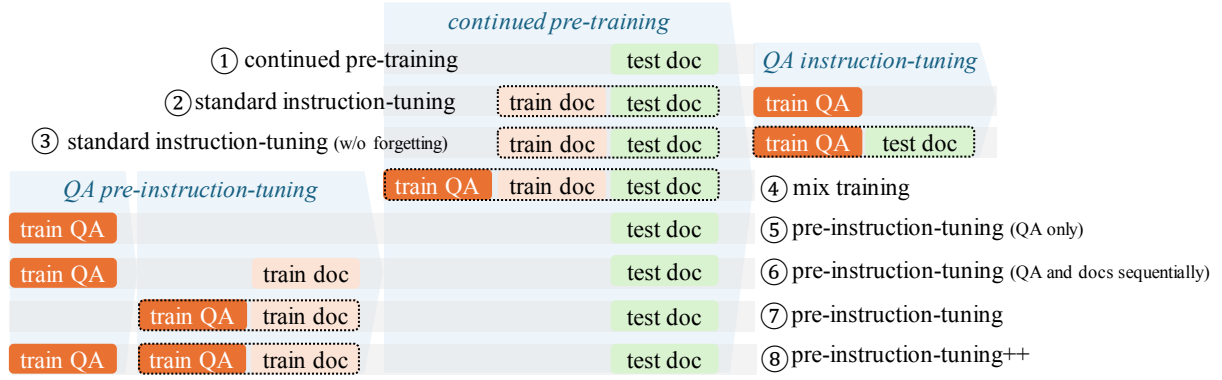 continued pre-training
① continued pre-training test doc QA instruction-tuning
② standard instruction-tuning train doc test doc train QA
③ standard instruction-tuning (w/o forgetting) train doc test doc train QA test doc
QA pre-instruction-tuning train QA train doc test doc ④ mix training
train QA test doc ⑤ pre-instruction-tuning (QA only)
train QA train doc test doc ⑥ pre-instruction-tuning (QA and docs sequentially)
train QA train doc test doc ⑦ pre-instruction-tuning
train QA train QA train doc test doc ⑧ pre-instruction-tuning++